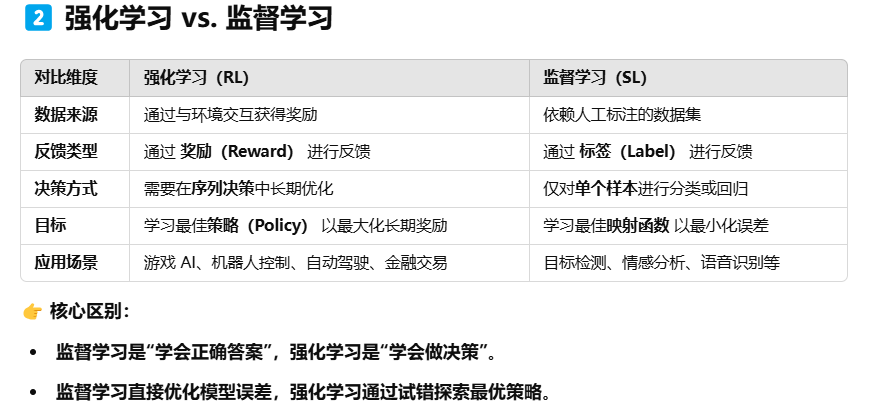 2 强化学习 vs. 监督学习
对比维度 强化学习（RL） 监督学习（SL）
数据来源 通过与环境交互获得奖励 依赖人工标注的数据集
反馈类型 通过 奖励（Reward） 进行反馈 通过 标签（Label） 进行反馈
决策方式 需要在序列决策中长期优化 仅对单个样本进行分类或回归
目标 学习最佳策略（Policy） 以最大化长期奖励 学习最佳映射函数 以最小化误差
应用场景 游戏 AI、机器人控制、自动驾驶、金融交易 目标检测、情感分析、语音识别等
👉 核心区别：
• 监督学习是“学会正确答案”，强化学习是“学会做决策”。
• 监督学习直接优化模型误差，强化学习通过试错探索最优策略。